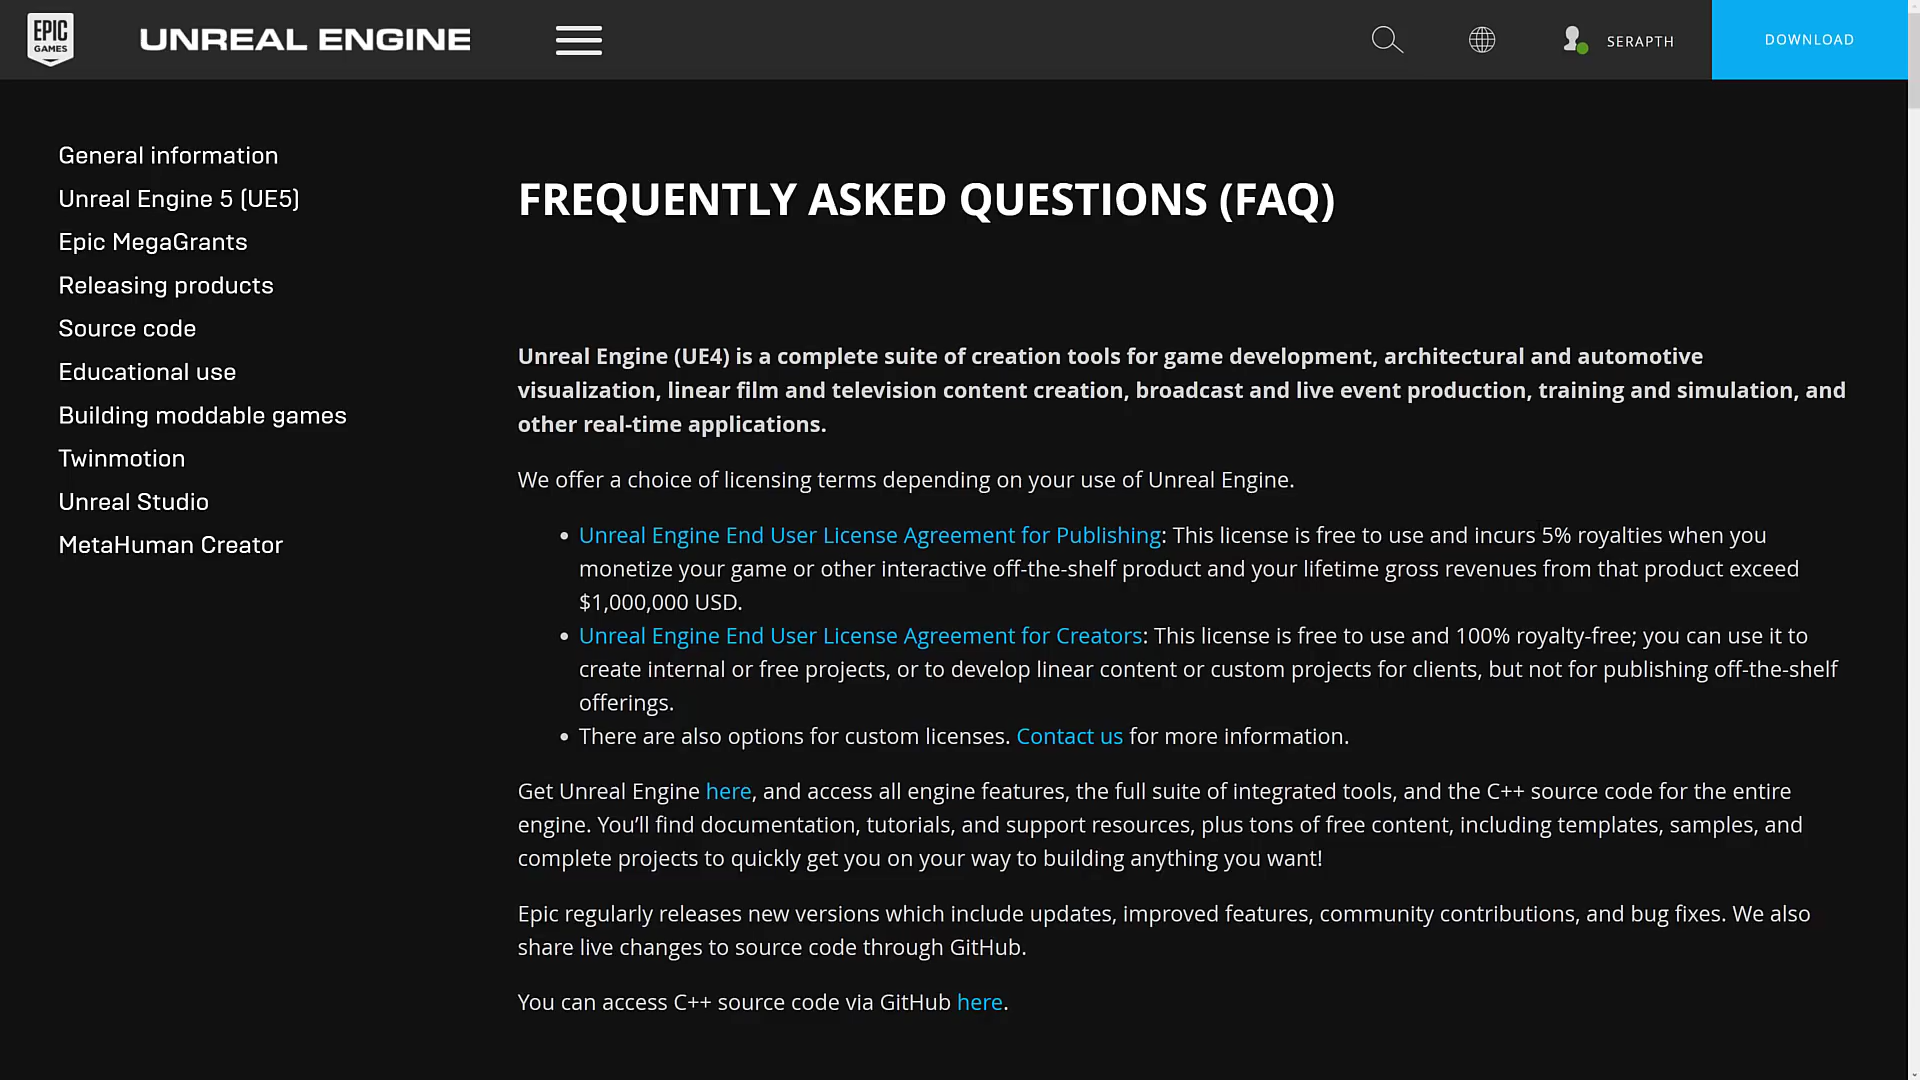 EPIC
GAMES
UNREAL ENGINE
SERAPTH
DOWNLOAD
General information
Unreal Engine 5 (UE5)
Epic MegaGrants
Releasing products
Source code
Educational use
Building moddable games
Twinmotion
Unreal Studio
MetaHuman Creator
FREQUENTLY ASKED QUESTIONS (FAQ)
Unreal Engine (UE4) is a complete suite of creation tools for game development, architectural and automotive
visualization, linear film and television content creation, broadcast and live event production, training and simulation, and
other real-time applications.
We offer a choice of licensing terms depending on your use of Unreal Engine.
• Unreal Engine End User License Agreement for Publishing: This license is free to use and incurs 5% royalties when you
monetize your game or other interactive off-the-shelf product and your lifetime gross revenues from that product exceed
$1,000,000 USD.
• Unreal Engine End User License Agreement for Creators: This license is free to use and 100% royalty-free; you can use it to
create internal or free projects, or to develop linear content or custom projects for clients, but not for publishing off-the-shelf
offerings.
• There are also options for custom licenses. Contact us for more information.
Get Unreal Engine here, and access all engine features, the full suite of integrated tools, and the C++ source code for the entire
engine. You’ll find documentation, tutorials, and support resources, plus tons of free content, including templates, samples, and
complete projects to quickly get you on your way to building anything you want!
Epic regularly releases new versions which include updates, improved features, community contributions, and bug fixes. We also
share live changes to source code through GitHub.
You can access C++ source code via GitHub here.